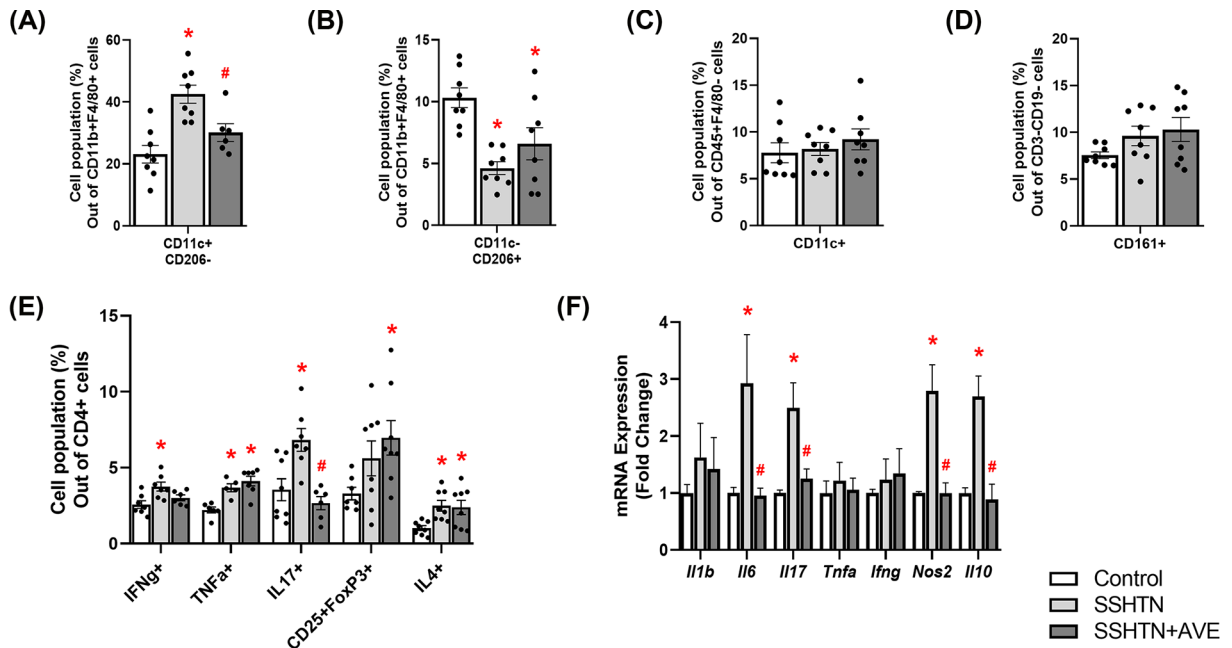 (A)
Cell population (%)
Out of CD11b+F4/80+ cells
60
40
20
0
*
#
CD11c+
CD206-
(B)
Cell population (%)
Out of CD11b+F4/80+ cells
15
10
5
0
*
*
CD11c-
CD206+
(C)
Cell population (%)
Out of CD45+F4/80- cells
20
15
10
5
0
CD11c+
(D)
Cell population (%)
Out of CD3-CD19- cells
20
15
10
5
0
CD161+
(E)
Cell population (%)
Out of CD4+ cells
15
10
5
0
*
*
*
*
#
*
*
*
IFNg+
TNFa+
IL17+
CD25+FoxP3+
IL4+
(F)
mRNA Expression
(Fold Change)
4
3
2
1
0
*
#
*
#
*
#
*
#
Il1b
Il6
Il17
Tnfa
Ifng
Nos2
Il10
Control
SSHTN
SSHTN+AVE